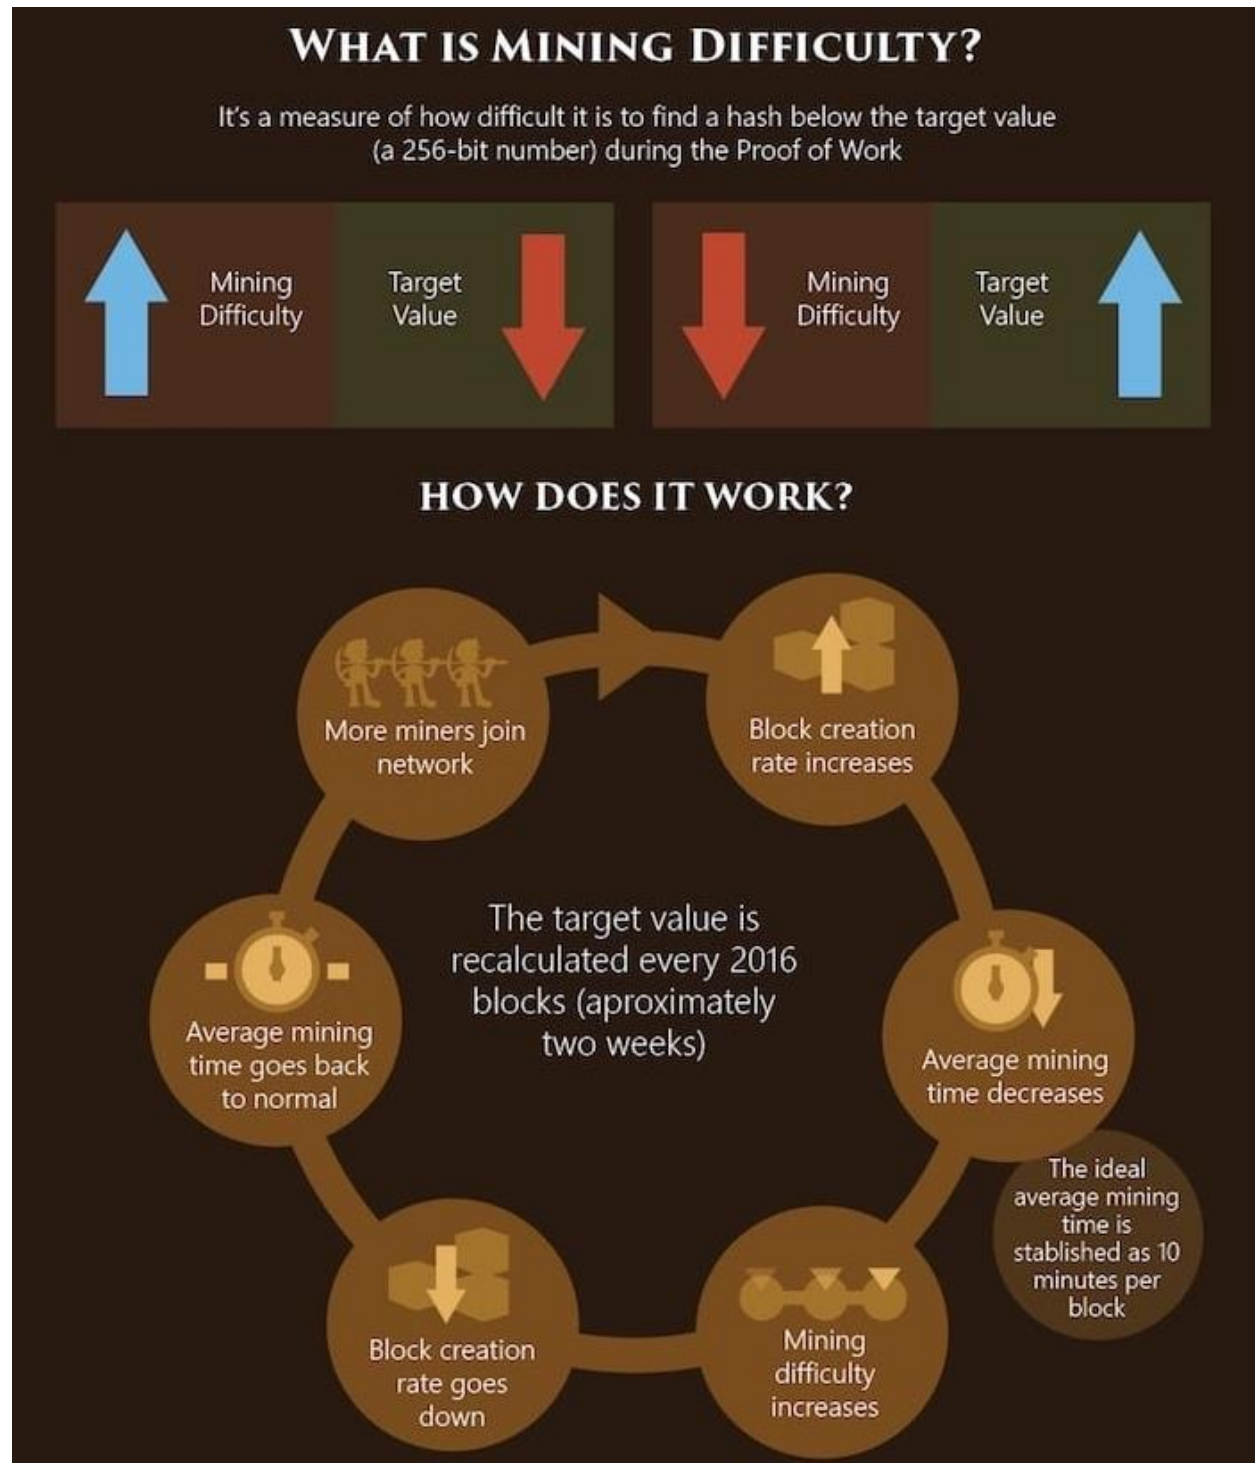 WHAT IS MINING DIFFICULTY?
It's a measure of how difficult it is to find a hash below the target value
(a 256-bit number) during the Proof of Work
Mining
Difficulty
Target
Value
Mining
Difficulty
Target
Value
HOW DOES IT WORK?
More miners join
network
Block creation
rate increases
The target value is
recalculated every 2016
blocks (aproximately
two weeks)
Average mining
time goes back
to normal
Average mining
time decreases
The ideal
average mining
time is
stablished as 10
minutes per
block
Block creation
rate goes
down
Mining
difficulty
increases